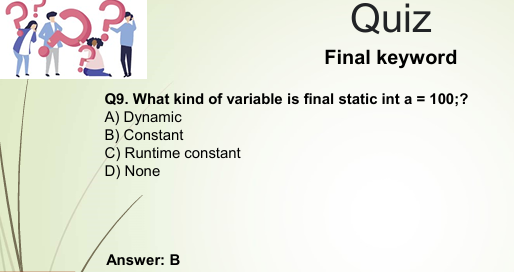 Quiz
Final keyword
Q9. What kind of variable is final static int a = 100;?
A) Dynamic
B) Constant
C) Runtime constant
D) None
Answer: B